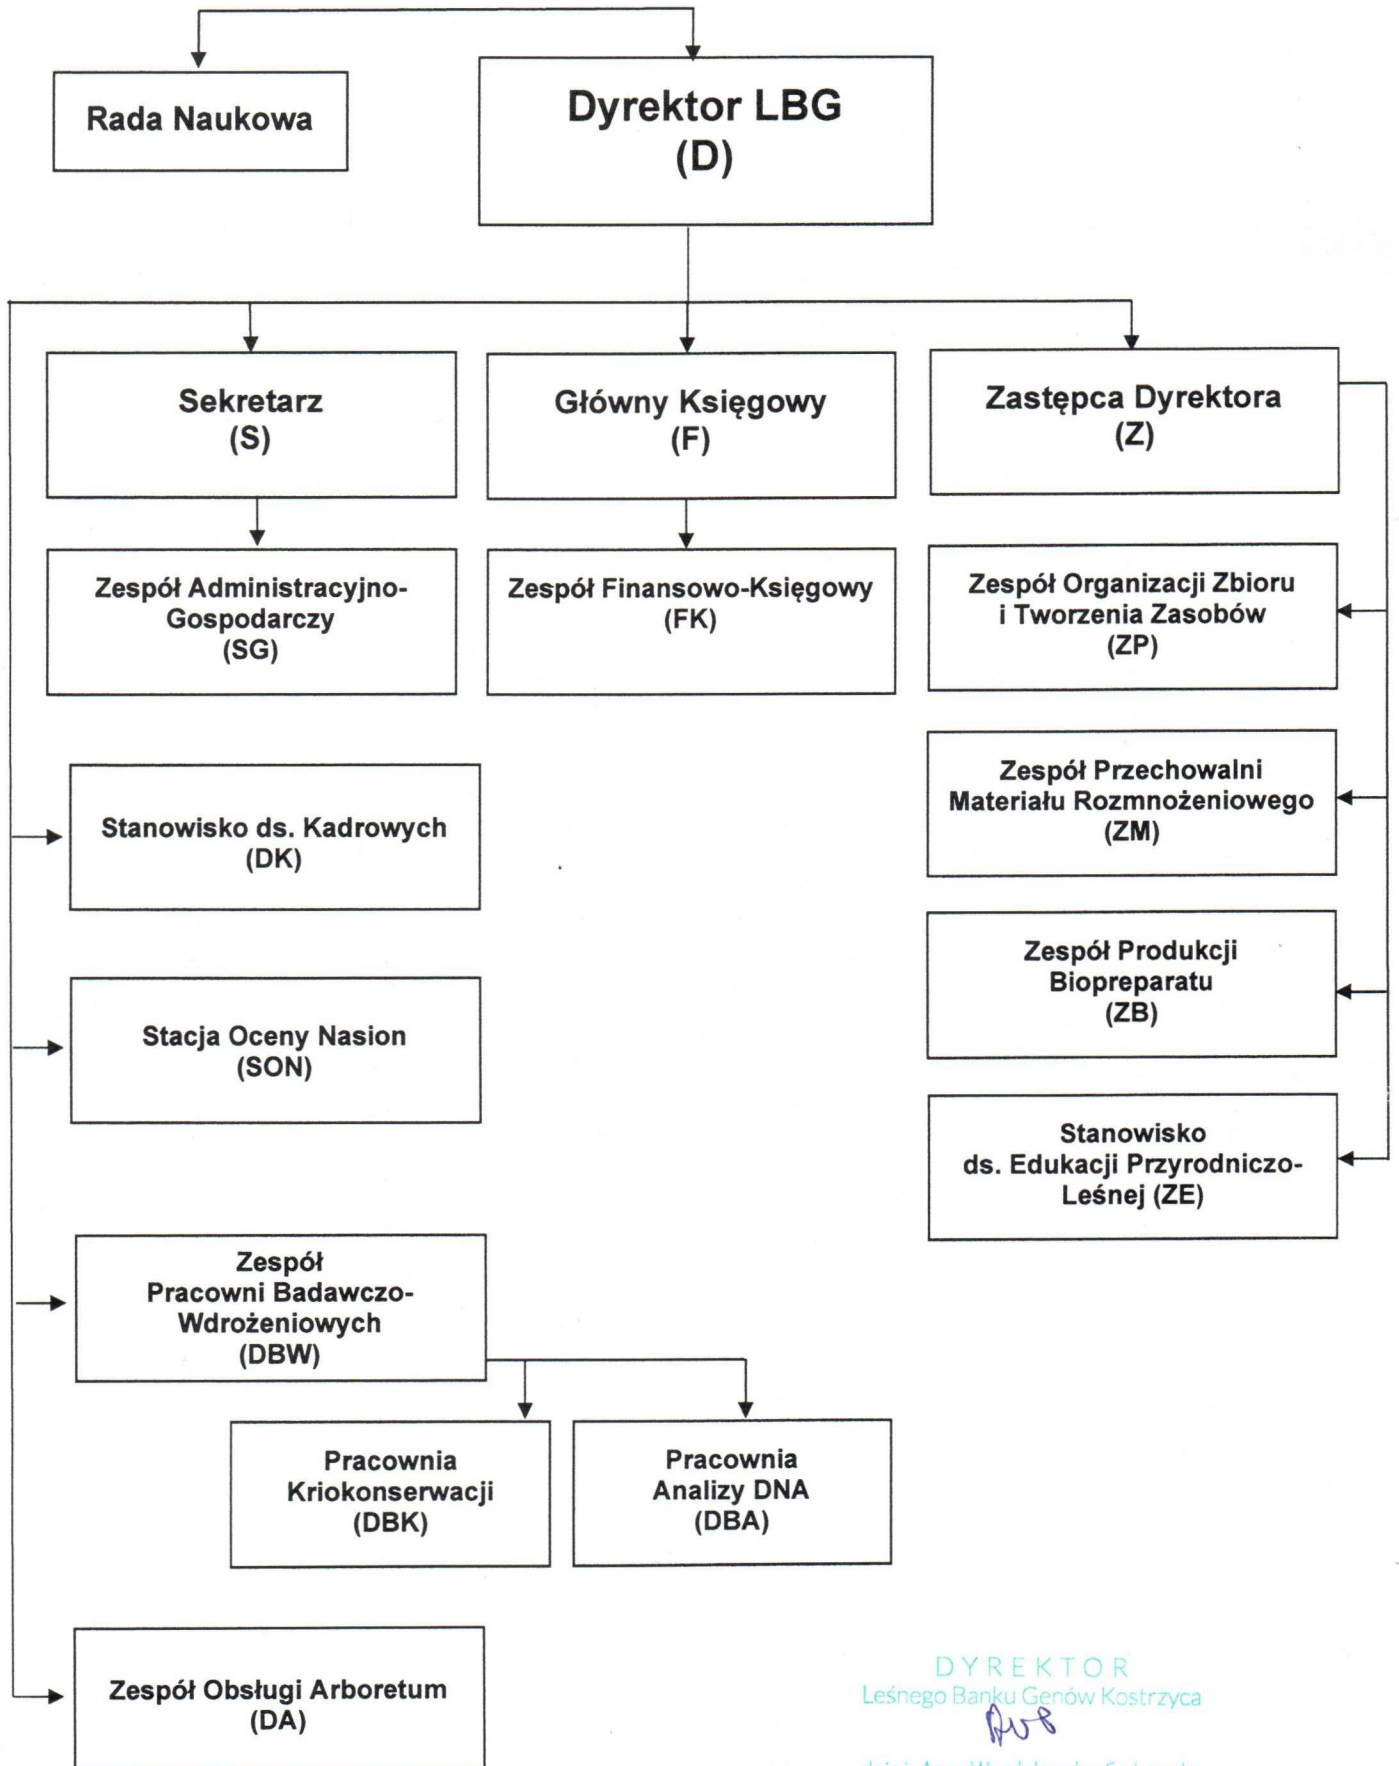 Rada Naukowa
Dyrektor LBG
(D)
Sekretarz
(S)
Główny Księgowy
(F)
Zastępca Dyrektora
(Z)
Zespół Administracyjno-
Gospodarczy
(SG)
Zespół Finansowo-Księgowy
(FK)
Zespół Organizacji Zbioru
i Tworzenia Zasobów
(ZP)
Stanowisko ds. Kadrowych
(DK)
Zespół Przechowalni
Materiału Rozmnożeniowego
(ZM)
Stacja Oceny Nasion
(SON)
Zespół Produkcji
Biopreparatu
(ZB)
Stanowisko
ds. Edukacji Przyrodniczo-
Leśnej (ZE)
Zespół
Pracowni Badawczo-
Wdrożeniowych
(DBW)
Pracownia
Kriokonserwacji
(DBK)
Pracownia
Analizy DNA
(DBA)
Zespół Obsługi Arboretum
(DA)
DYREKTOR
Leśnego Banku Genów Kostrzyca